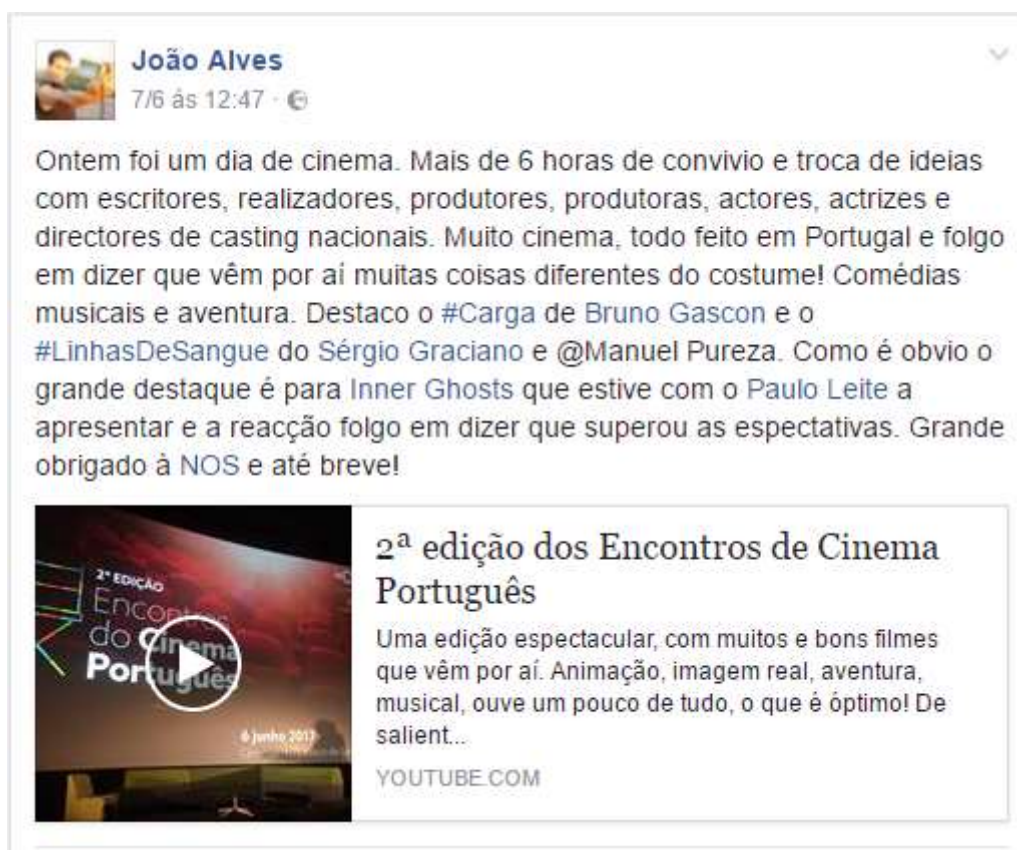 João Alves
7/6 às 12:47 ·
Ontem foi um dia de cinema. Mais de 6 horas de convivio e troca de ideias
com escritores, realizadores, produtores, produtoras, actores, actrizes e
directores de casting nacionais. Muito cinema, todo feito em Portugal e folgo
em dizer que vêm por aí muitas coisas diferentes do costume! Comédias
musicais e aventura. Destaco o #Carga de Bruno Gascon e o
#LinhasDeSangue do Sérgio Graciano e @Manuel Pureza. Como é obvio o
grande destaque é para Inner Ghosts que estive com o Paulo Leite a
apresentar e a reacção folgo em dizer que superou as espectativas. Grande
obrigado à NOS e até breve!
2ª EDIÇÃO
Encontros
do Cinema
Português
6 junho 2017
2ª edição dos Encontros de Cinema
Português
Uma edição espectacular, com muitos e bons filmes
que vêm por aí. Animação, imagem real, aventura,
musical, ouve um pouco de tudo, o que é óptimo! De
salient...
YOUTUBE.COM